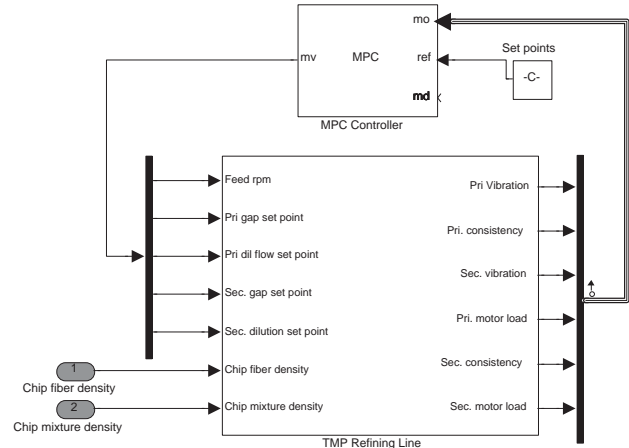 mo
Set points
mv
MPC
ref
-C-
md
MPC Controller
Feed rpm
Pri Vibration
Pri gap set point
Pri. consistency
Pri dil flow set point
Sec. vibration
Sec. gap set point
Pri. motor load
Sec. dilution set point
Sec. consistency
1
Chip fiber density
Chip fiber density
2
Chip mixture density
Sec. motor load
Chip mixture density
TMP Refining Line